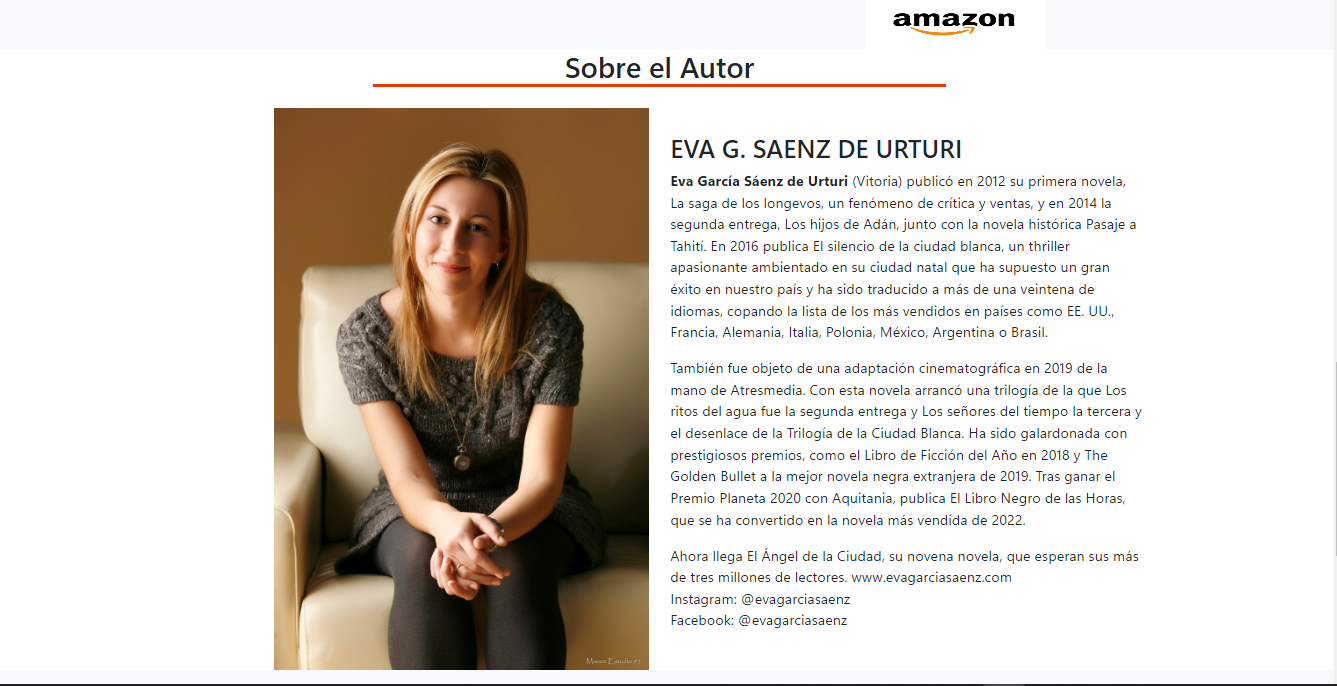 amazon
Sobre el Autor
EVA G. SAENZ DE URTURI
Eva García Sáenz de Urturi (Vitoria) publicó en 2012 su primera novela,
La saga de los longevos, un fenómeno de crítica y ventas, y en 2014 la
segunda entrega, Los hijos de Adán, junto con la novela histórica Pasaje a
Tahití. En 2016 publica El silencio de la ciudad blanca, un thriller
apasionante ambientado en su ciudad natal que ha supuesto un gran
éxito en nuestro país y ha sido traducido a más de una veintena de
idiomas, copando la lista de los más vendidos en países como EE. UU.,
Francia, Alemania, Italia, Polonia, México, Argentina o Brasil.
También fue objeto de una adaptación cinematográfica en 2019 de la
mano de Atresmedia. Con esta novela arrancó una trilogía de la que Los
ritos del agua fue la segunda entrega y Los señores del tiempo la tercera y
el desenlace de la Trilogía de la Ciudad Blanca. Ha sido galardonada con
prestigiosos premios, como el Libro de Ficción del Año en 2018 y The
Golden Bullet a la mejor novela negra extranjera de 2019. Tras ganar el
Premio Planeta 2020 con Aquitania, publica El Libro Negro de las Horas,
que se ha convertido en la novela más vendida de 2022.
Ahora llega El Ángel de la Ciudad, su novena novela, que esperan sus más
de tres millones de lectores. www.evagarciasaenz.com
Instagram: @evagarciasaenz
Facebook: @evagarciasaenz